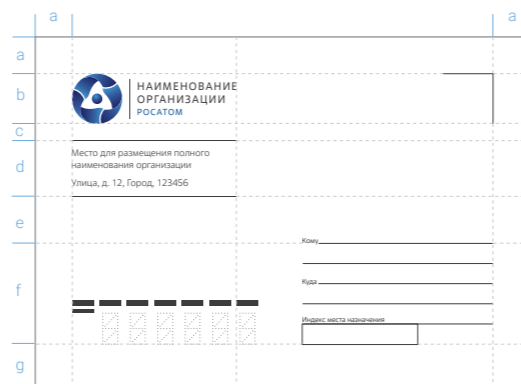 a
a
a
b
НАИМЕНОВАНИЕ
ОРГАНИЗАЦИИ
РОСАТОМ
c
d
Место для размещения полного
наименования организации
Улица, д. 12, Город, 123456
e
Кому
f
Куда
Индекс места назначения
g